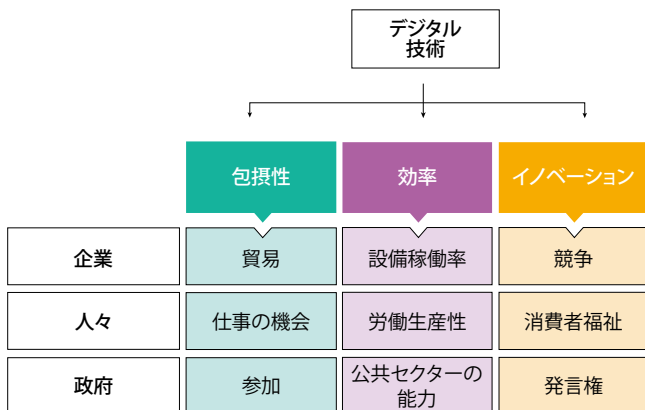 デジタル
技術
包摂性
効率
イノベーション
企業
貿易
設備稼働率
競争
人々
仕事の機会
労働生産性
消費者福祉
政府
参加
公共セクターの
能力
発言権